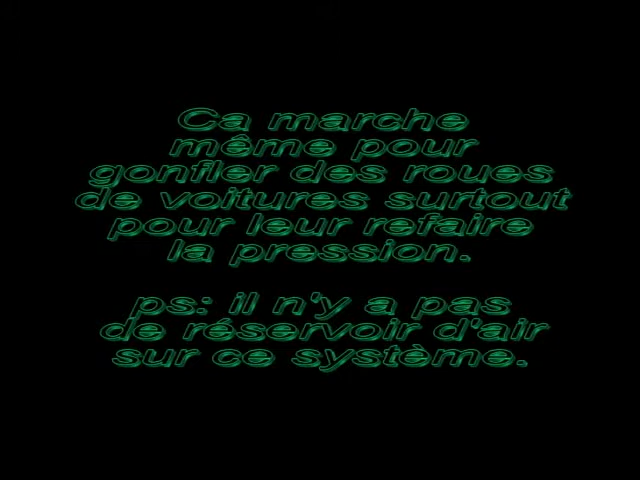 Ca marche
même pour
gonfler des roues
de voitures surtout
pour leur refaire
la pression.
ps: il n'y a pas
de réservoir d'air
sur ce système.